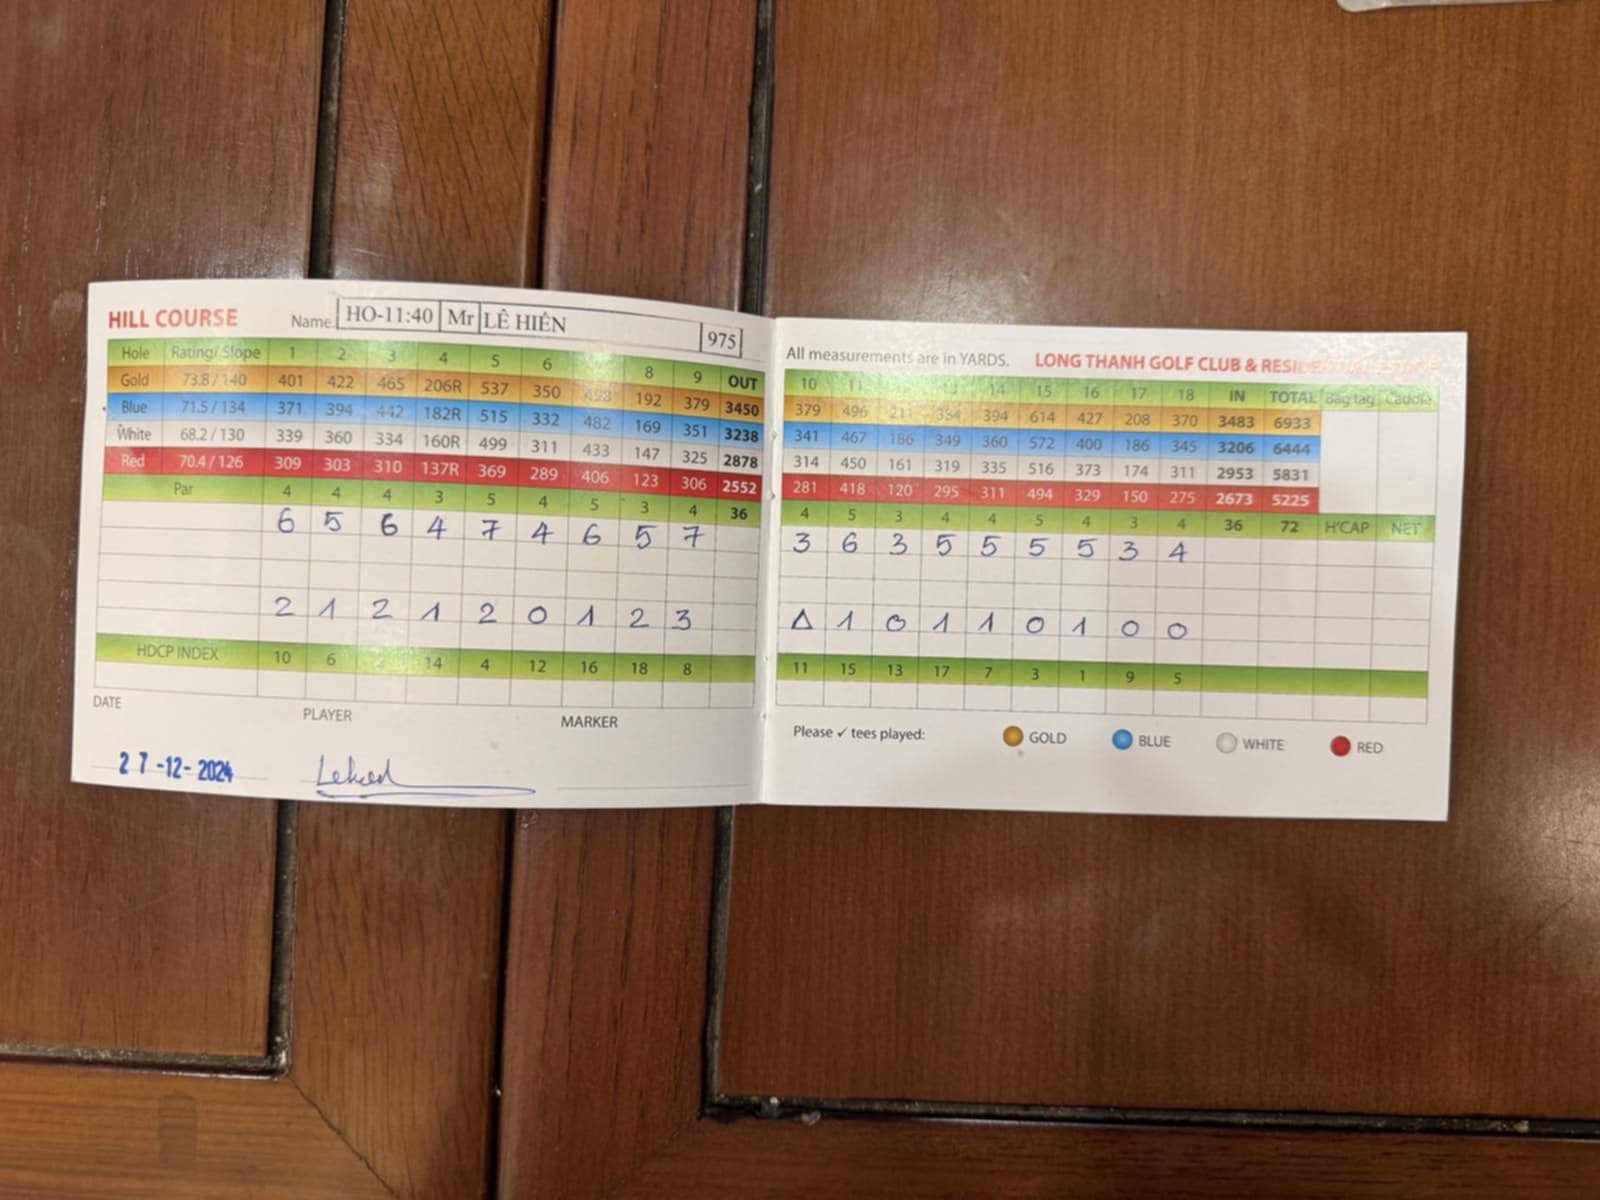 HILL COURSE Name. HO-11:40 Mr LÊ HIỀN 975
Hole Rating/ Slope 1 2 3 4 5 6 8 9 OUT
Gold 73.8 / 140 401 422 465 206R 537 350 493 192 379 3450
Blue 71.5 / 134 371 394 442 182R 515 332 482 169 351 3238
White 68.2 / 130 339 360 334 160R 499 311 433 147 325 2878
Red 70.4 / 126 309 303 310 137R 369 289 406 123 306 2552
Par 4 4 4 3 5 4 5 3 4 36
6 5 6 4 7 4 6 5 7
2 1 2 1 2 0 1 2 3
HDCP INDEX 10 6 2 14 4 12 16 18 8
DATE PLAYER MARKER
27-12-2024
All measurements are in YARDS. LONG THANH GOLF CLUB &
10 11 13 14 15 16 17 18 IN TOTAL Bag tag Caddie
379 496 211 384 394 614 427 208 370 3483 6933
341 467 186 349 360 572 400 186 345 3206 6444
314 450 161 319 335 516 373 174 311 2953 5831
281 418 120 295 311 494 329 150 275 2673 5225
4 5 3 4 4 5 4 3 4 36 72 H'CAP NET
3 6 3 5 5 5 5 3 4
Δ 1 0 1 1 0 1 0 0
11 15 13 17 7 3 1 9 5
Please ✓ tees played: GOLD BLUE WHITE RED